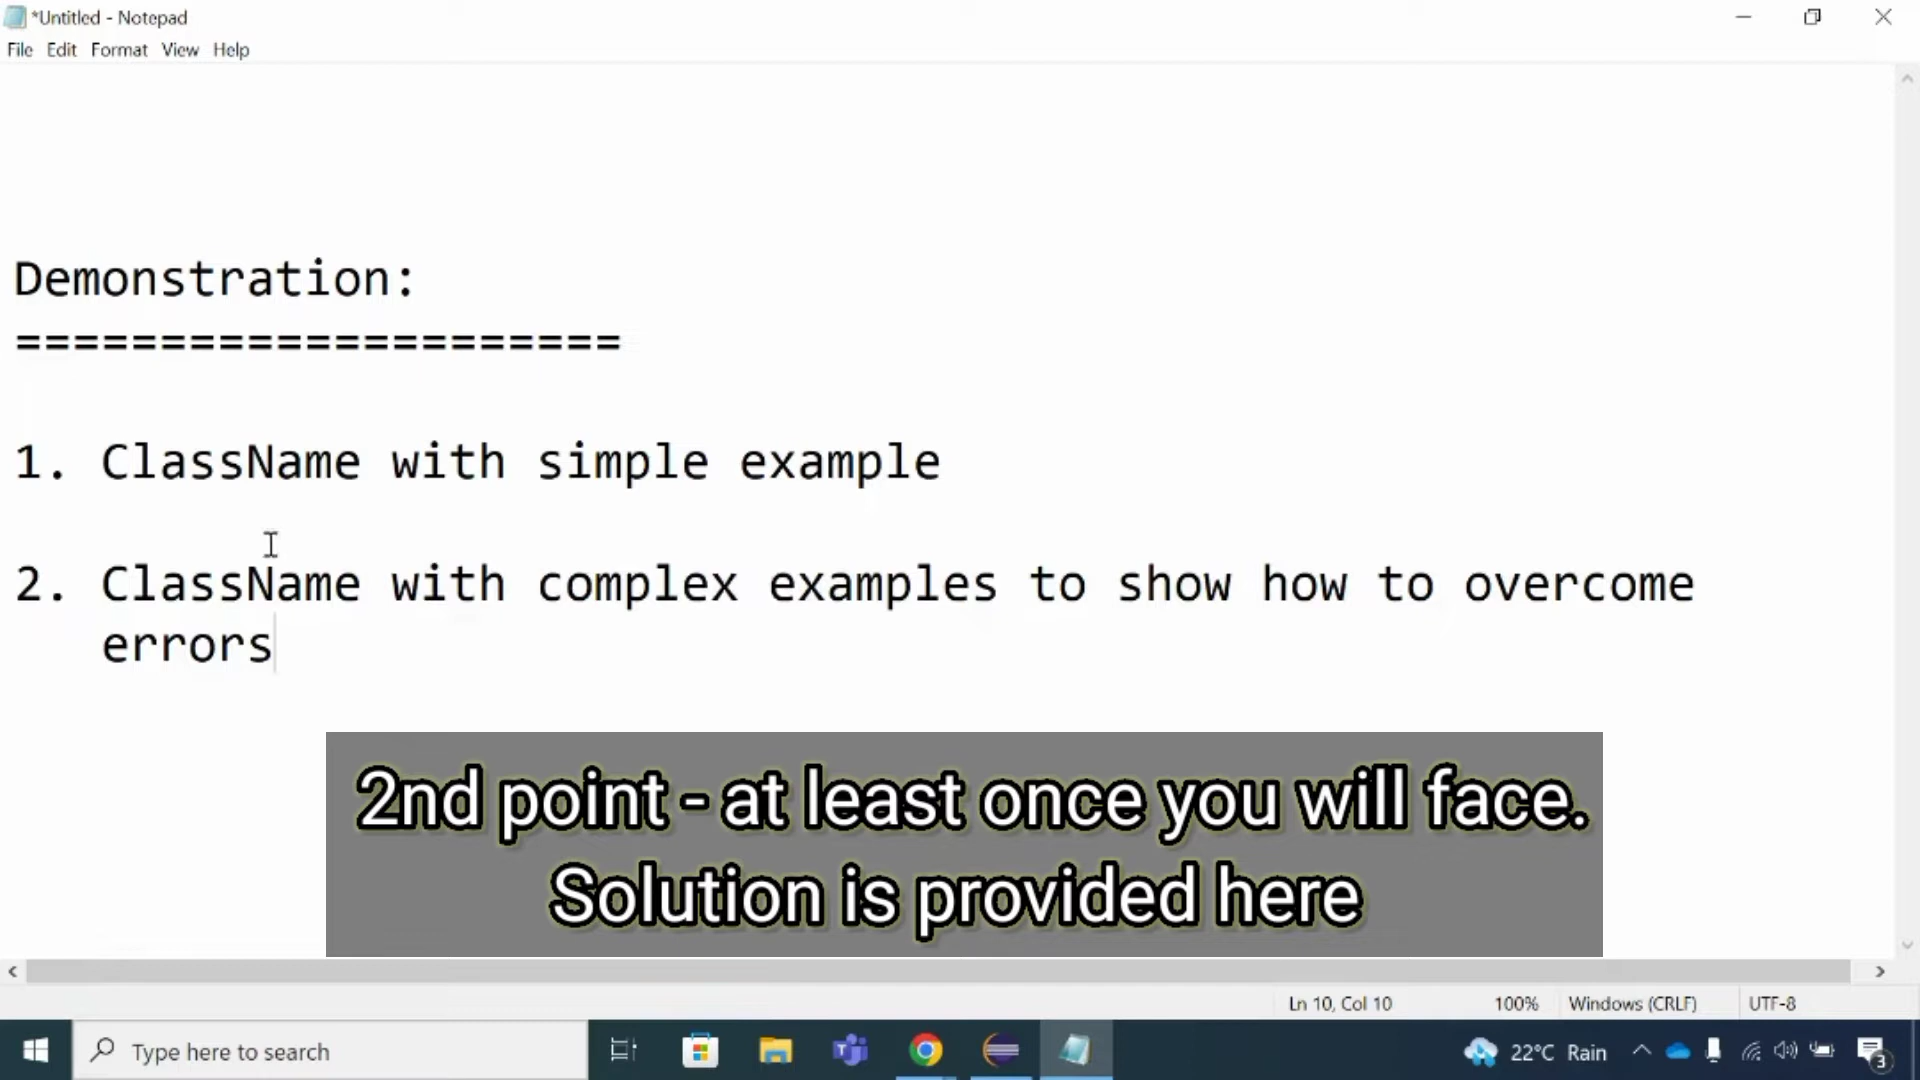 *Untitled - Notepad
File Edit Format View Help
Demonstration:
=====================
1. ClassName with simple example
2. ClassName with complex examples to show how to overcome
errors
2nd point - at least once you will face.
Solution is provided here
Ln 10, Col 10 100% Windows (CRLF) UTF-8
Type here to search 22°C Rain 3